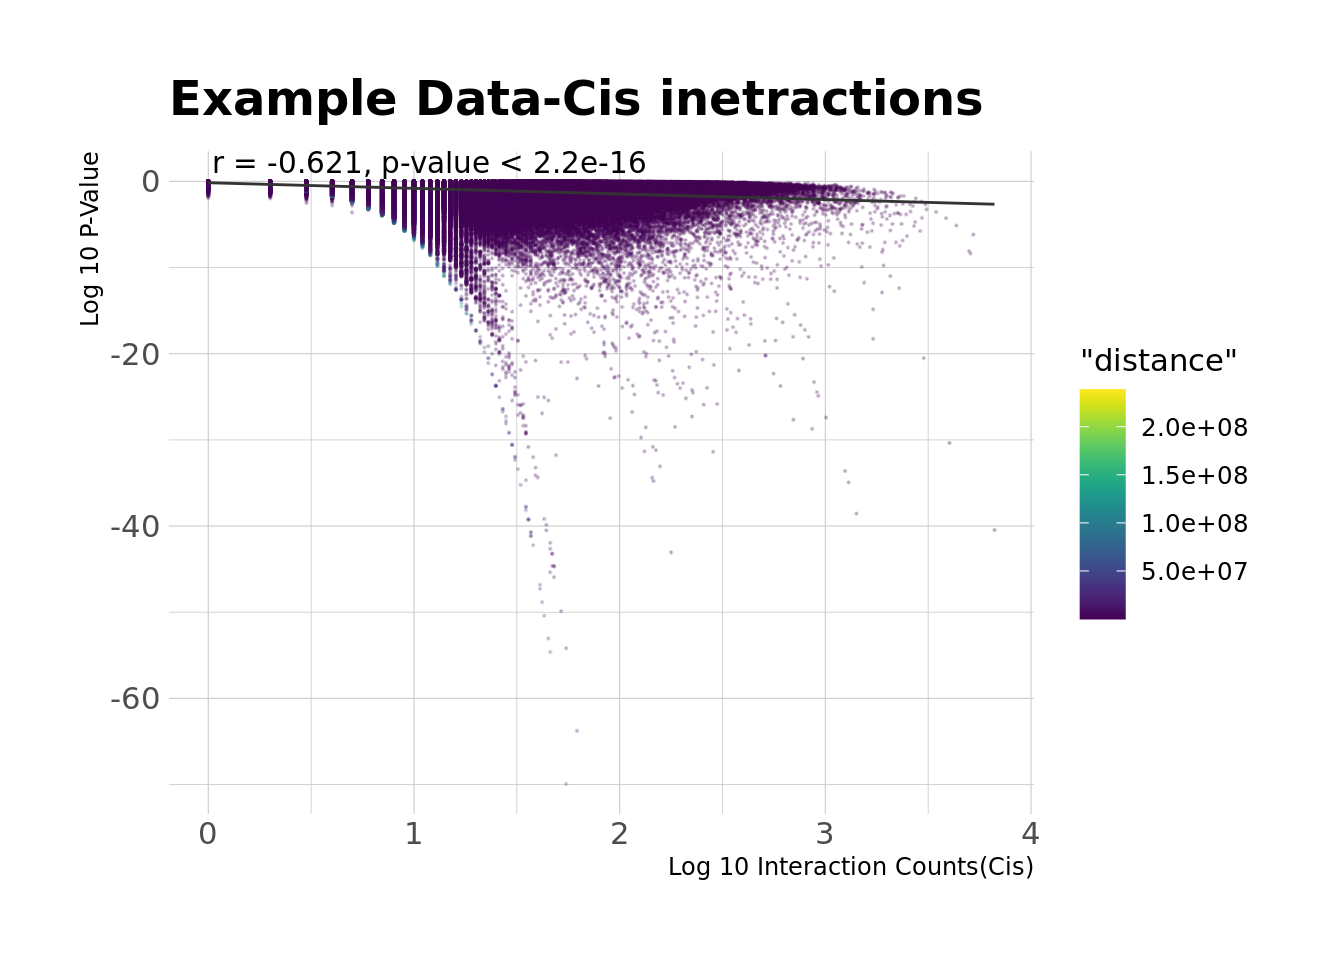 Example Data-Cis inetractions
r = -0.621, p-value < 2.2e-16
Log 10 P-Value
0
-20
-40
-60
0 1 2 3 4
Log 10 Interaction Counts(Cis)
"distance"
2.0e+08
1.5e+08
1.0e+08
5.0e+07